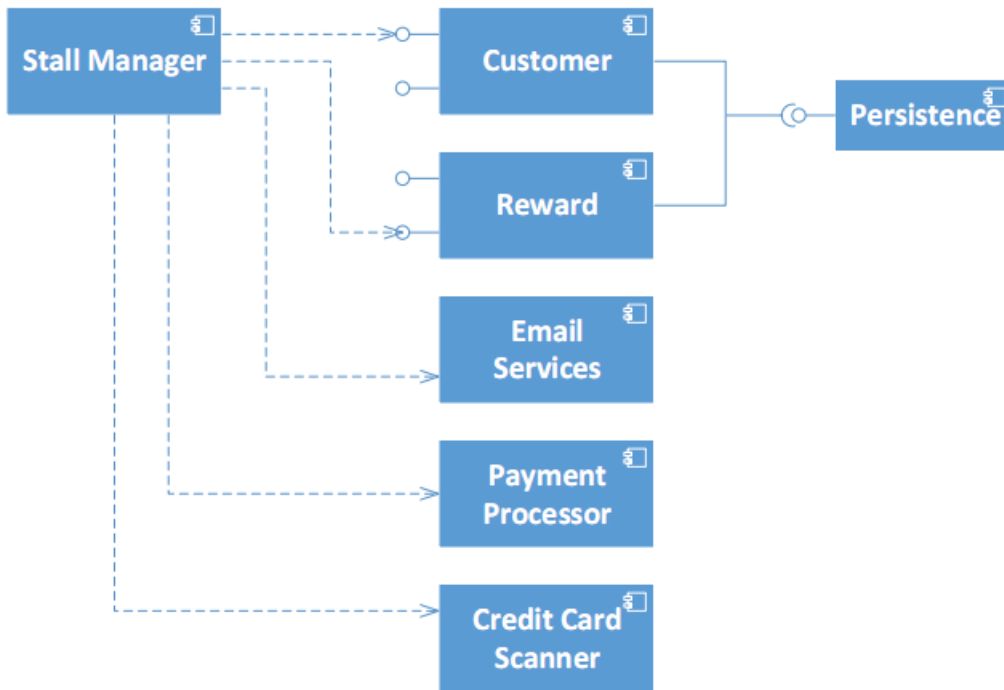 Stall Manager
Customer
Persistence
Reward
Email
Services
Payment
Processor
Credit Card
Scanner